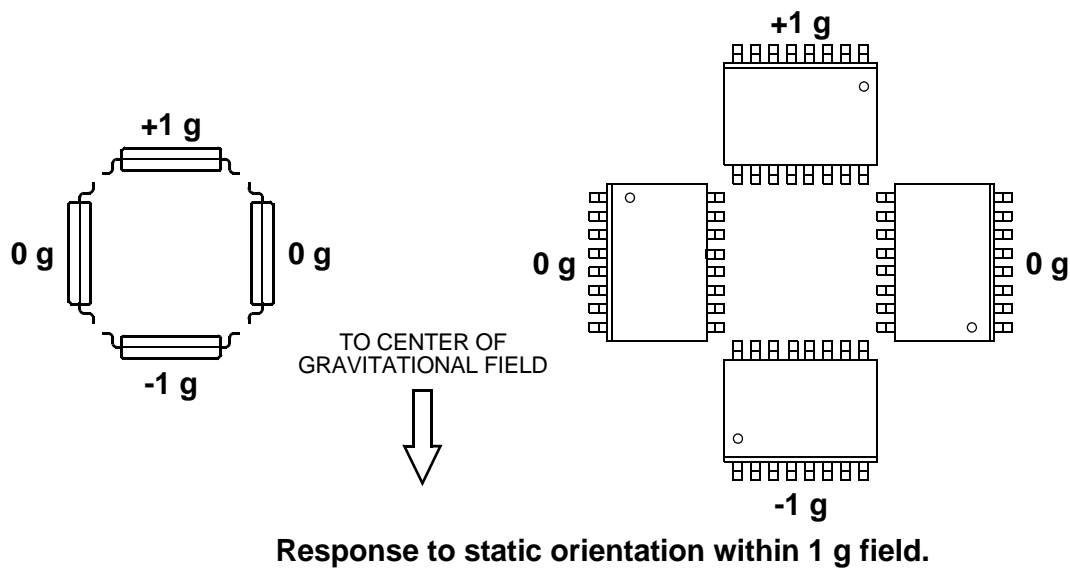 +1 g
0 g
0 g
-1 g
TO CENTER OF
GRAVITATIONAL FIELD
+1 g
0 g
0 g
-1 g
Response to static orientation within 1 g field.